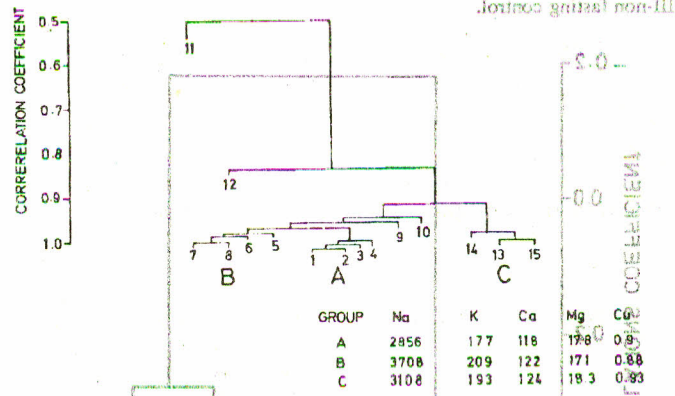 III-non fasting control.
CORRERELATION COEFFICIENT
0.5
11
0.6
0.2
0.7
0.8
12
0.9
0.0
10
9
1.0
7 8 6 5 1 2 3 4 14 13 15
B A C
COEFFICIENT
GROUP Na K Ca Mg Cu
A 2956 177 118 17.8 0.9
B 3708 209 122 171 0.88
C 3108 193 124 19.3 0.93